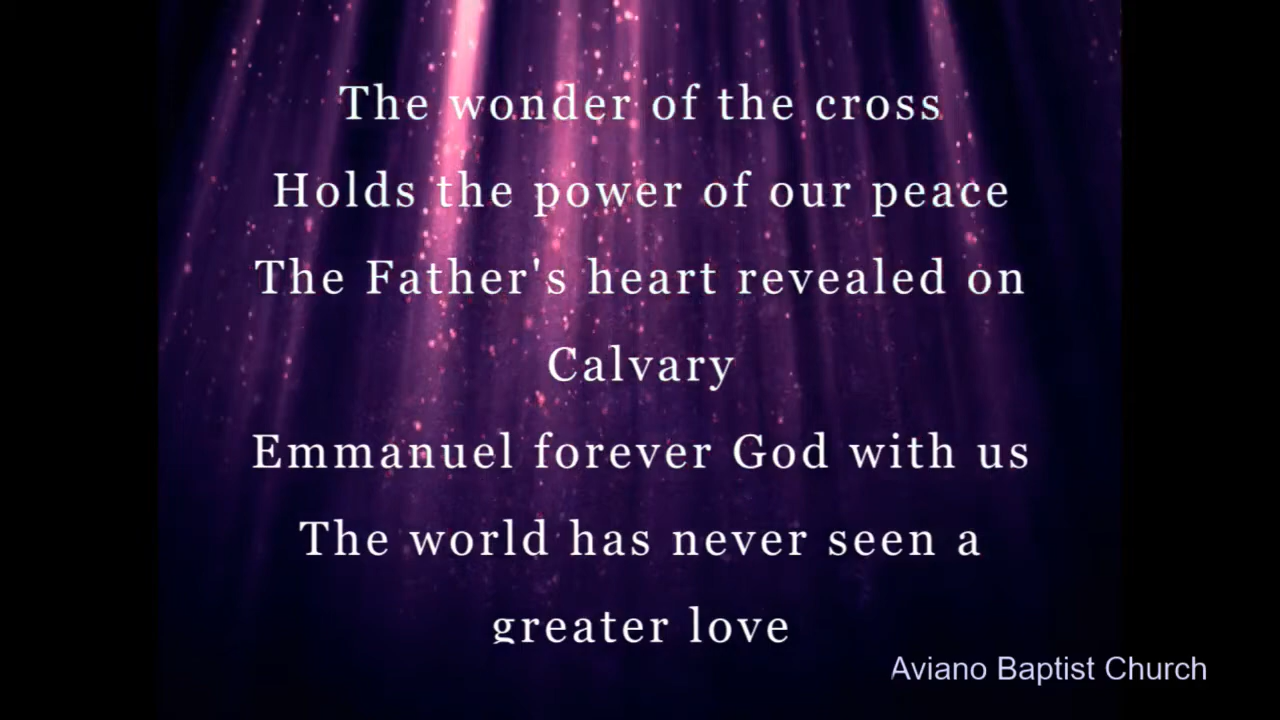 The wonder of the cross
Holds the power of our peace
The Father's heart revealed on
Calvary
Emmanuel forever God with us
The world has never seen a
greater love
Aviano Baptist Church